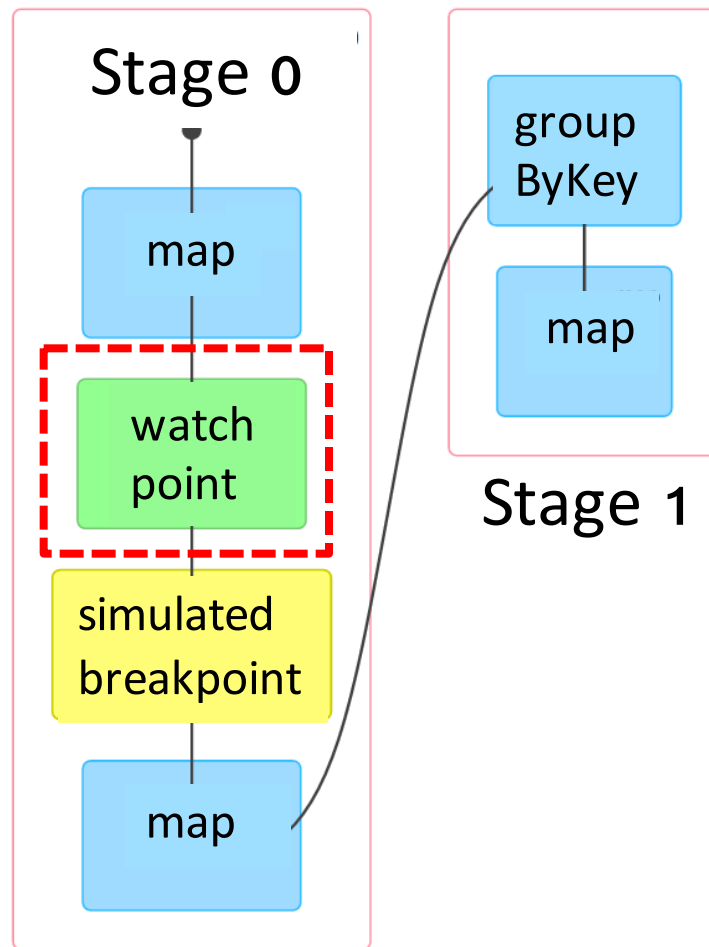 Stage 0
map
watch
point
simulated
breakpoint
map
group
ByKey
map
Stage 1